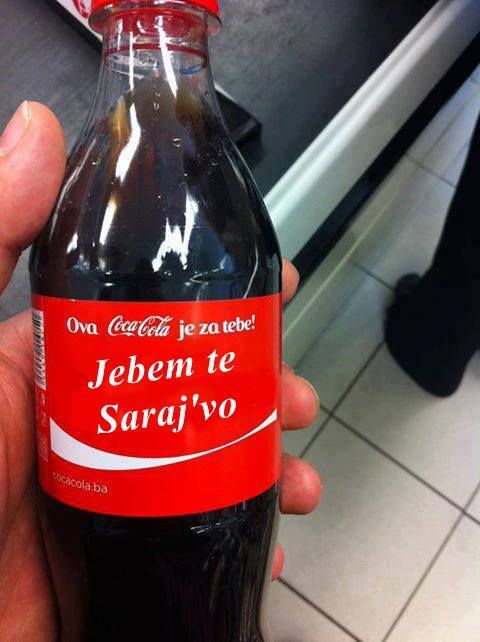 Ova Coca-Cola je za tebe!
Jebem te
Saraj'vo
cocacola.ba